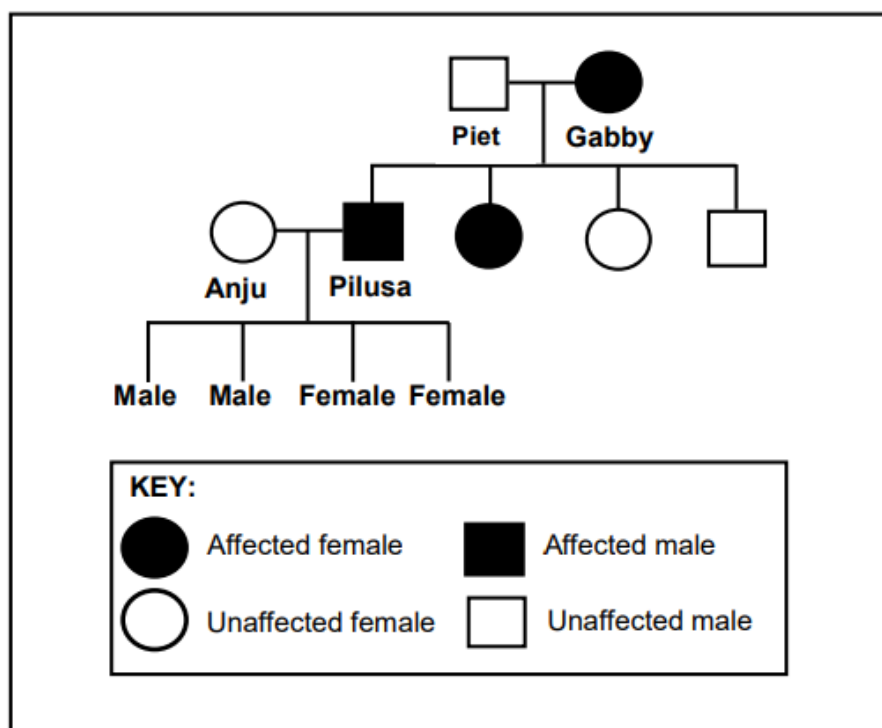 Piet Gabby
Anju Pilusa
Male Male Female Female
KEY:
Affected female Affected male
Unaffected female Unaffected male